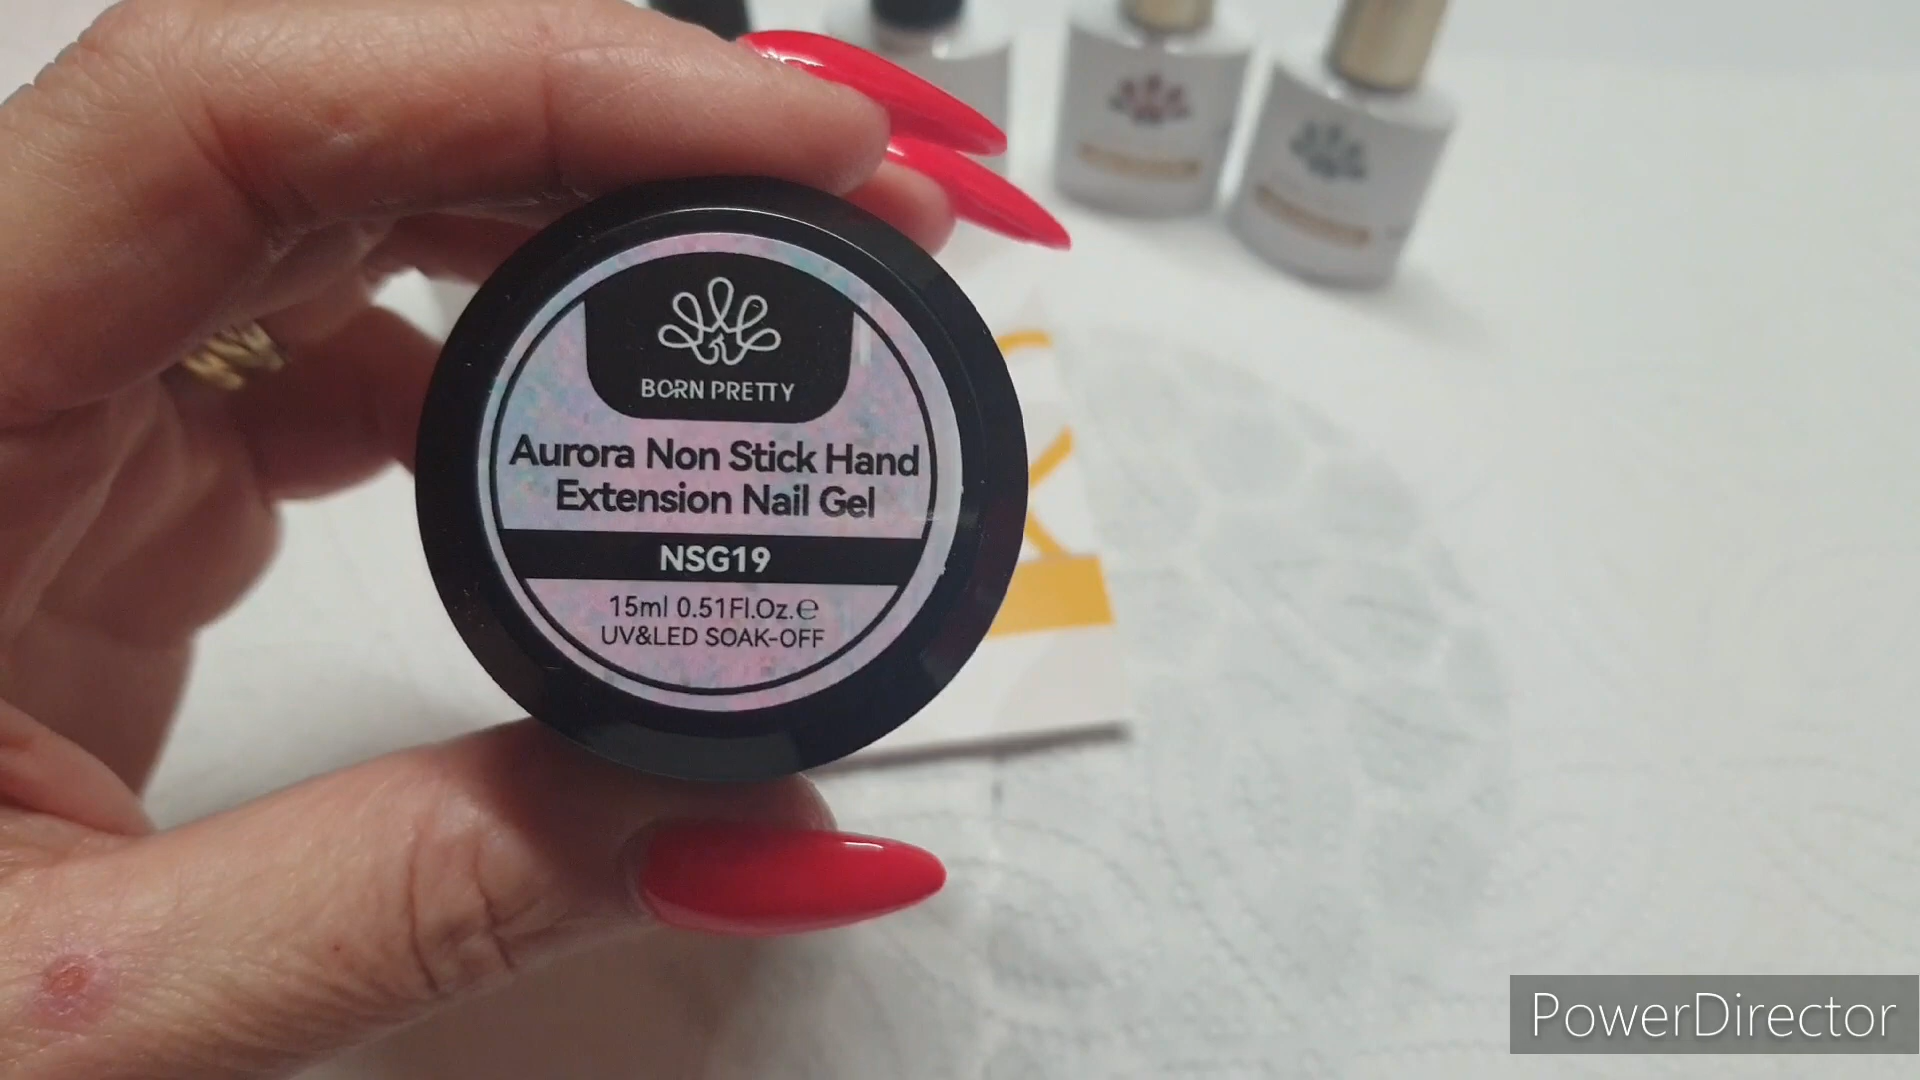 BORN PRETTY
Aurora Non Stick Hand
Extension Nail Gel
NSG19
15ml 0.51Fl.Oz.℮
UV&LED SOAK-OFF
PowerDirector